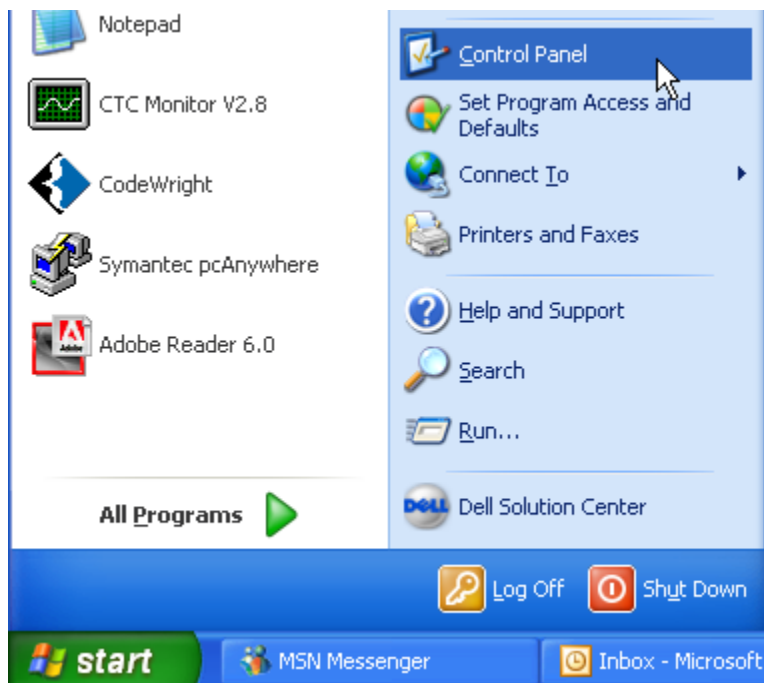 Notepad
CTC Monitor V2.8
CodeWright
Symantec pcAnywhere
Adobe Reader 6.0
All Programs
Control Panel
Set Program Access and
Defaults
Connect To
Printers and Faxes
Help and Support
Search
Run...
DELL
Dell Solution Center
Log Off
Shut Down
start
MSN Messenger
Inbox - Microsoft